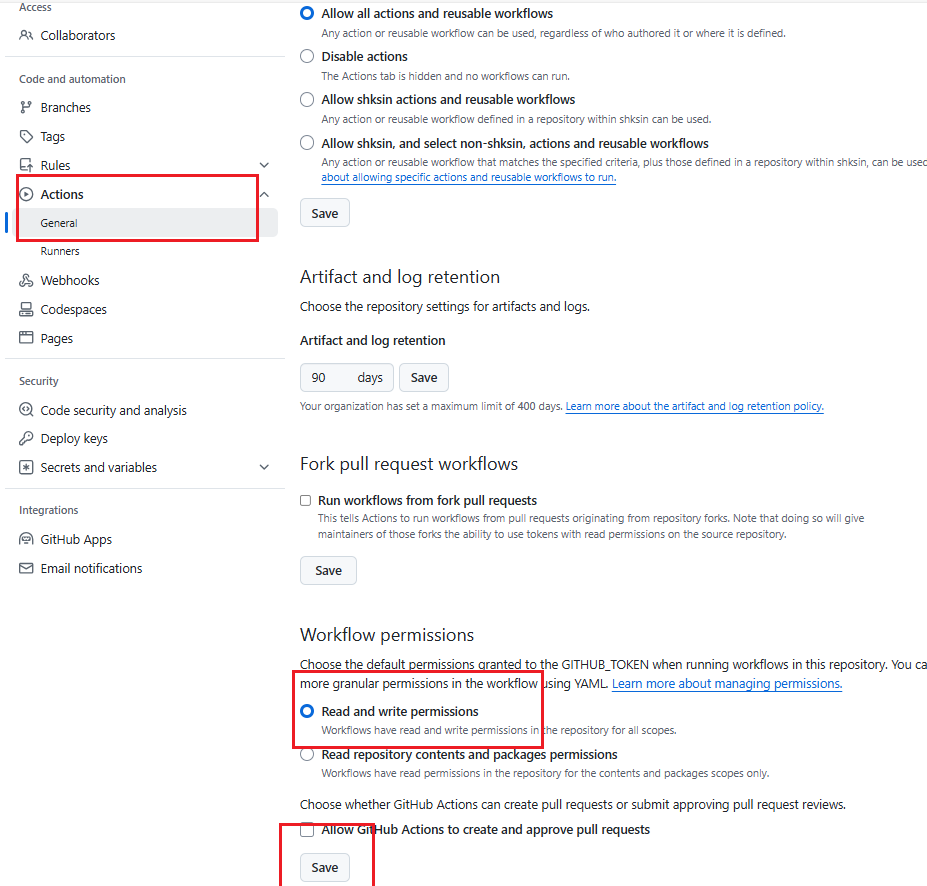 Access
Collaborators
Code and automation
Branches
Tags
Rules
Actions
General
Runners
Webhooks
Codespaces
Pages
Security
Code security and analysis
Deploy keys
Secrets and variables
Integrations
GitHub Apps
Email notifications
Allow all actions and reusable workflows
Any action or reusable workflow can be used, regardless of who authored it or where it is defined.
Disable actions
The Actions tab is hidden and no workflows can run.
Allow shksin actions and reusable workflows
Any action or reusable workflow defined in a repository within shksin can be used.
Allow shksin, and select non-shksin, actions and reusable workflows
Any action or reusable workflow that matches the specified criteria, plus those defined in a repository within shksin, can be used
about allowing specific actions and reusable workflows to run.
Save
Artifact and log retention
Choose the repository settings for artifacts and logs.
Artifact and log retention
90 days Save
Your organization has set a maximum limit of 400 days. Learn more about the artifact and log retention policy.
Fork pull request workflows
Run workflows from fork pull requests
This tells Actions to run workflows from pull requests originating from repository forks. Note that doing so will give
maintainers of those forks the ability to use tokens with read permissions on the source repository.
Save
Workflow permissions
Choose the default permissions granted to the GITHUB_TOKEN when running workflows in this repository. You ca
more granular permissions in the workflow using YAML. Learn more about managing permissions.
Read and write permissions
Workflows have read and write permissions in the repository for all scopes.
Read repository contents and packages permissions
Workflows have read permissions in the repository for the contents and packages scopes only.
Choose whether GitHub Actions can create pull requests or submit approving pull request reviews.
Allow GitHub Actions to create and approve pull requests
Save